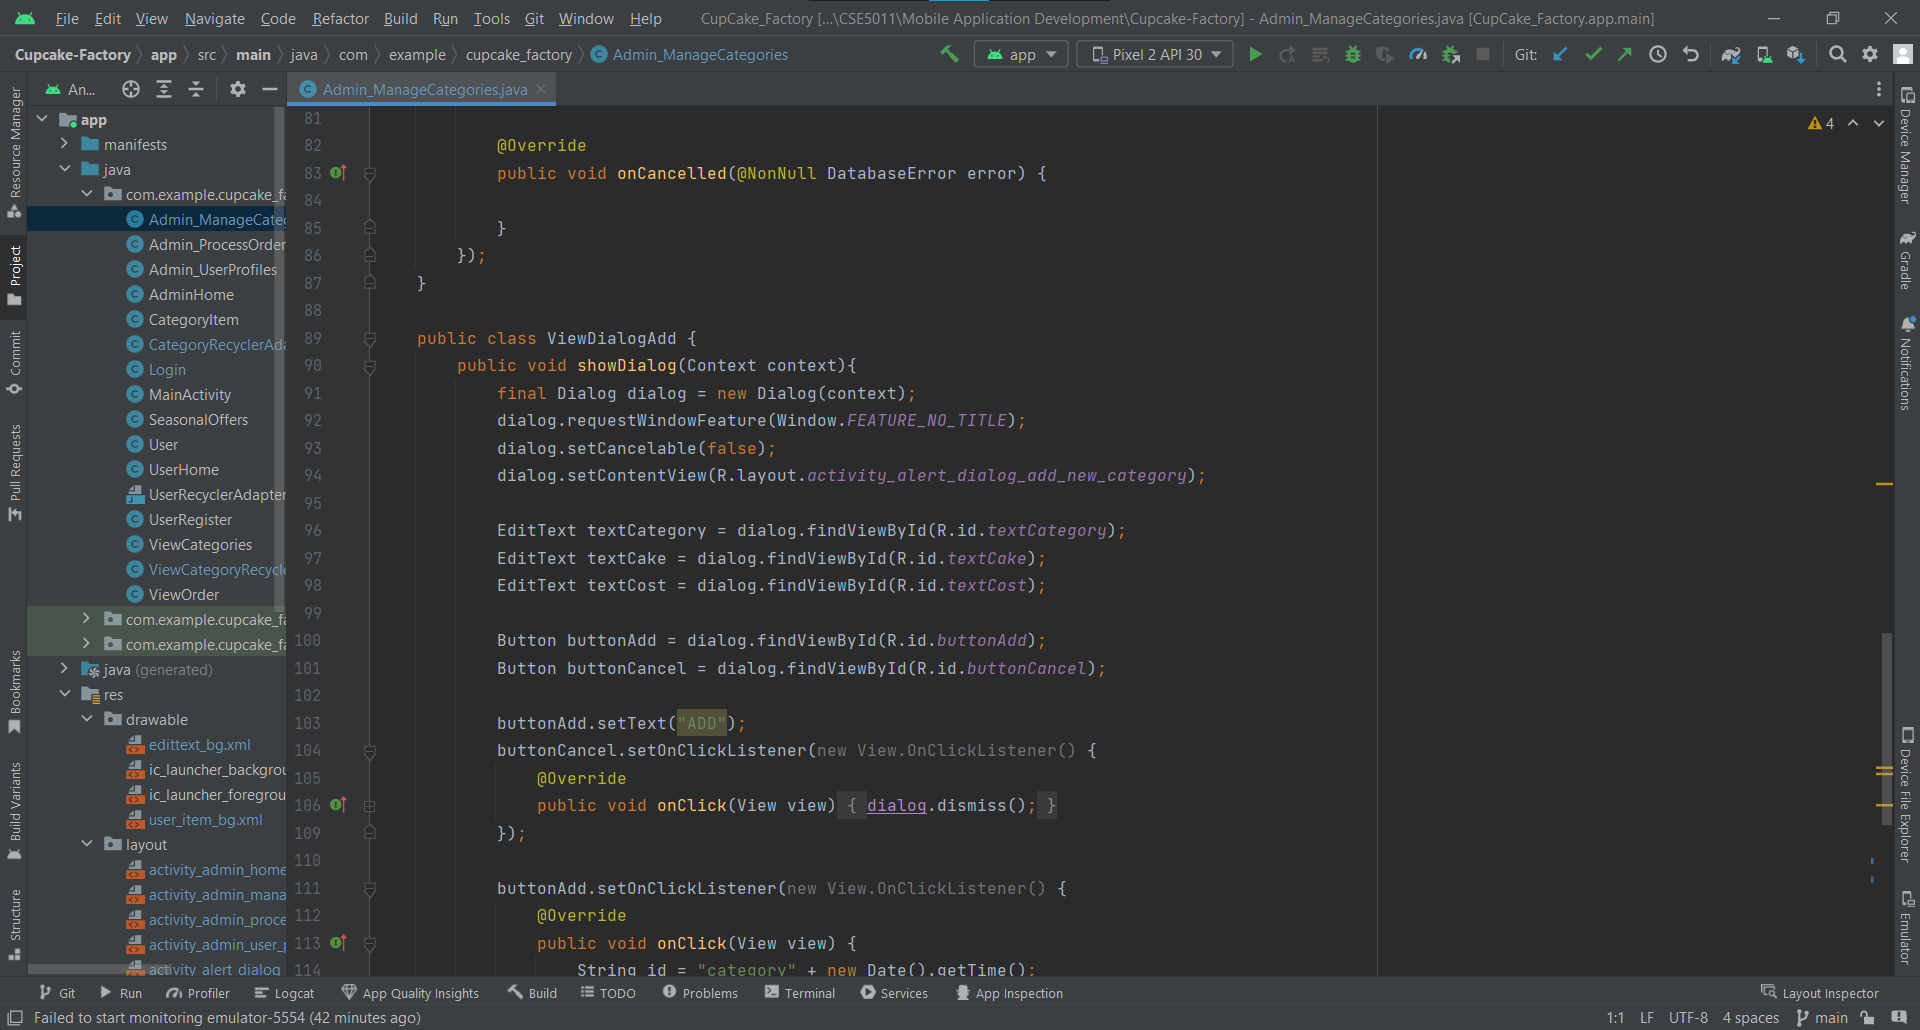 File Edit View Navigate Code Refactor Build Run Tools Git Window Help CupCake_Factory [...\CSE5011\Mobile Application Development\Cupcake-Factory] - Admin_ManageCategories.java [CupCake_Factory.app.main]
Cupcake-Factory app src main java com example cupcake_factory Admin_ManageCategories app Pixel 2 API 30 Git:
An... Admin_ManageCategories.java
Resource Manager
Project
Commit
Pull Requests
Bookmarks
Build Variants
Structure
app
manifests
java
com.example.cupcake_fa
Admin_ManageCateg
Admin_ProcessOrder
Admin_UserProfiles
AdminHome
CategoryItem
CategoryRecyclerAda
Login
MainActivity
SeasonalOffers
User
UserHome
UserRecyclerAdapter
UserRegister
ViewCategories
ViewCategoryRecycle
ViewOrder
com.example.cupcake_fa
com.example.cupcake_fa
java (generated)
res
drawable
edittext_bg.xml
ic_launcher_backgrou
ic_launcher_foregrou
user_item_bg.xml
layout
activity_admin_home
activity_admin_mana
activity_admin_proce
activity_admin_user_p
activity_alert_dialog
4
81
82 @Override
83 public void onCancelled(@NonNull DatabaseError error) {
84
85 }
86 });
87 }
88
89 public class ViewDialogAdd {
90 public void showDialog(Context context){
91 final Dialog dialog = new Dialog(context);
92 dialog.requestWindowFeature(Window.FEATURE_NO_TITLE);
93 dialog.setCancelable(false);
94 dialog.setContentView(R.layout.activity_alert_dialog_add_new_category);
95
96 EditText textCategory = dialog.findViewById(R.id.textCategory);
97 EditText textCake = dialog.findViewById(R.id.textCake);
98 EditText textCost = dialog.findViewById(R.id.textCost);
99
100 Button buttonAdd = dialog.findViewById(R.id.buttonAdd);
101 Button buttonCancel = dialog.findViewById(R.id.buttonCancel);
102
103 buttonAdd.setText("ADD");
104 buttonCancel.setOnClickListener(new View.OnClickListener() {
105 @Override
106 public void onClick(View view) { dialog.dismiss(); }
109 });
110
111 buttonAdd.setOnClickListener(new View.OnClickListener() {
112 @Override
113 public void onClick(View view) {
114 String id = "category" + new Date().getTime();
Device Manager
Gradle
Notifications
Device File Explorer
Emulator
Git Run Profiler Logcat App Quality Insights Build TODO Problems Terminal Services App Inspection Layout Inspector
Failed to start monitoring emulator-5554 (42 minutes ago) 1:1 LF UTF-8 4 spaces main